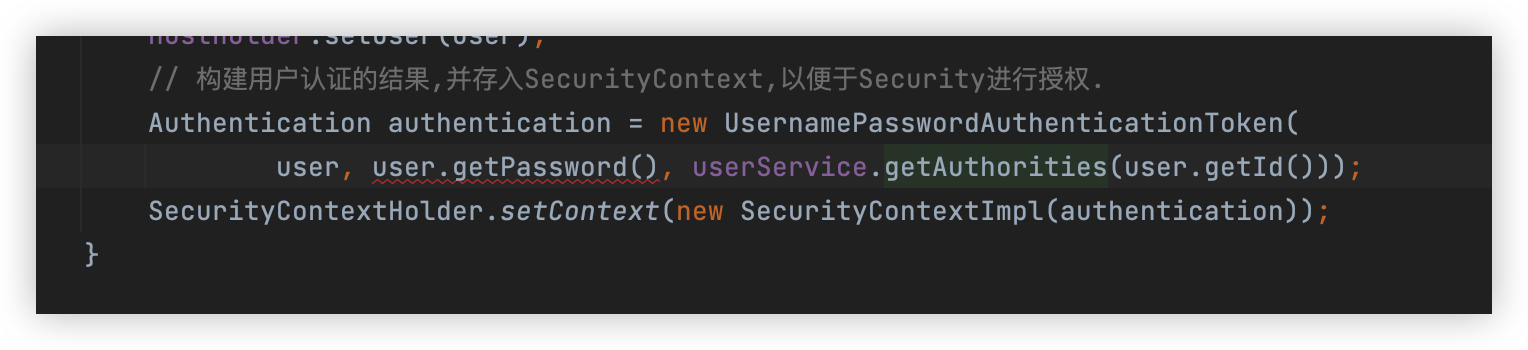 hostHolder.setUser(user);
// 构建用户认证的结果,并存入SecurityContext,以便于Security进行授权.
Authentication authentication = new UsernamePasswordAuthenticationToken(
user, user.getPassword(), userService.getAuthorities(user.getId()));
SecurityContextHolder.setContext(new SecurityContextImpl(authentication));
}